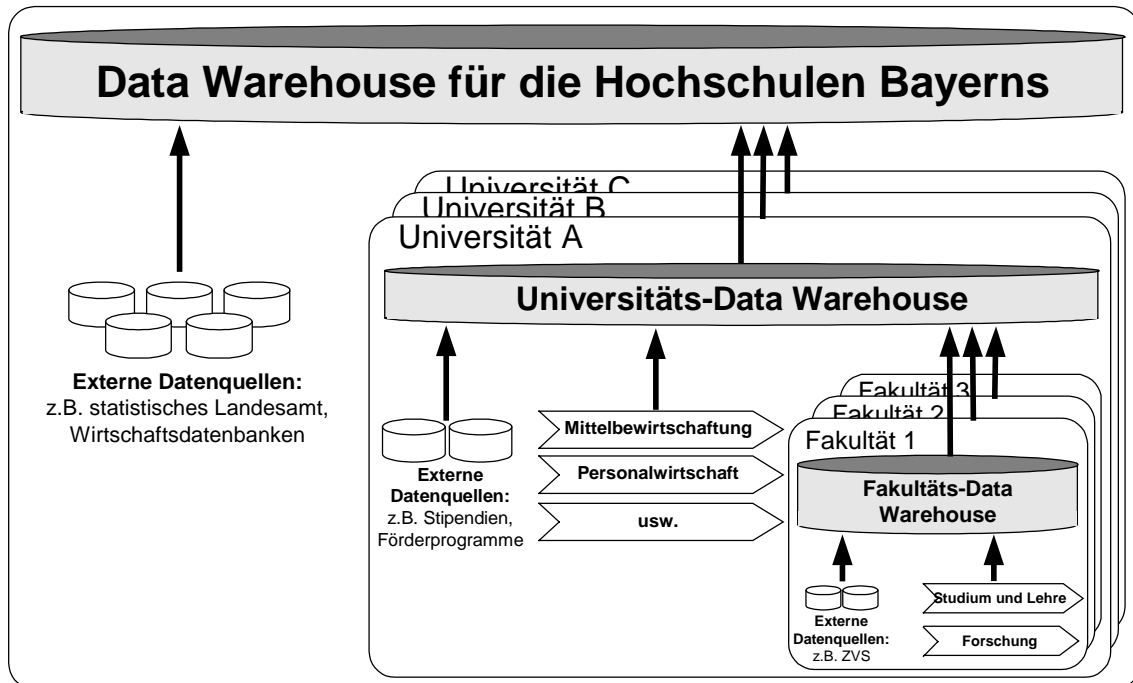 Data Warehouse für die Hochschulen Bayerns
Universität C
Universität B
Universität A
Universitäts-Data Warehouse
Externe Datenquellen:
z.B. statistisches Landesamt,
Wirtschaftsdatenbanken
Externe
Datenquellen:
z.B. Stipendien,
Förderprogramme
Mittelbewirtschaftung
Personalwirtschaft
usw.
Fakultät 3
Fakultät 2
Fakultät 1
Fakultäts-Data
Warehouse
Externe
Datenquellen:
z.B. ZVS
Studium und Lehre
Forschung